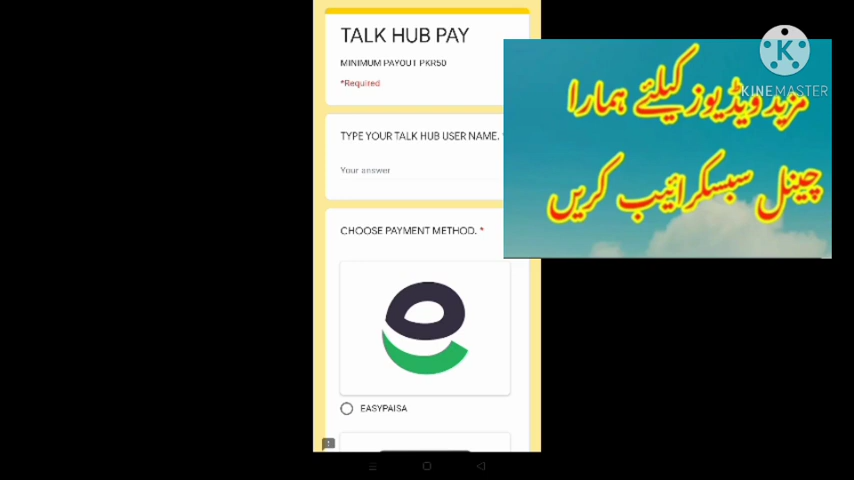 TALK HUB PAY
MINIMUM PAYOUT PKR50
*Required
TYPE YOUR TALK HUB USER NAME.
Your answer
CHOOSE PAYMENT METHOD. *
EASYPAISA
K
KINEMASTER
مزید ویڈیوز کیلئے ہمارا
چینل سبسکرائیب کریں